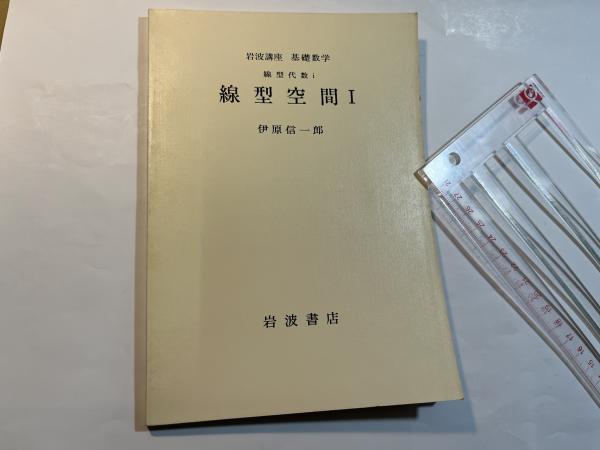 岩波講座 基礎数学
線型代数 i
線型空間 I
伊原信一郎
岩波書店